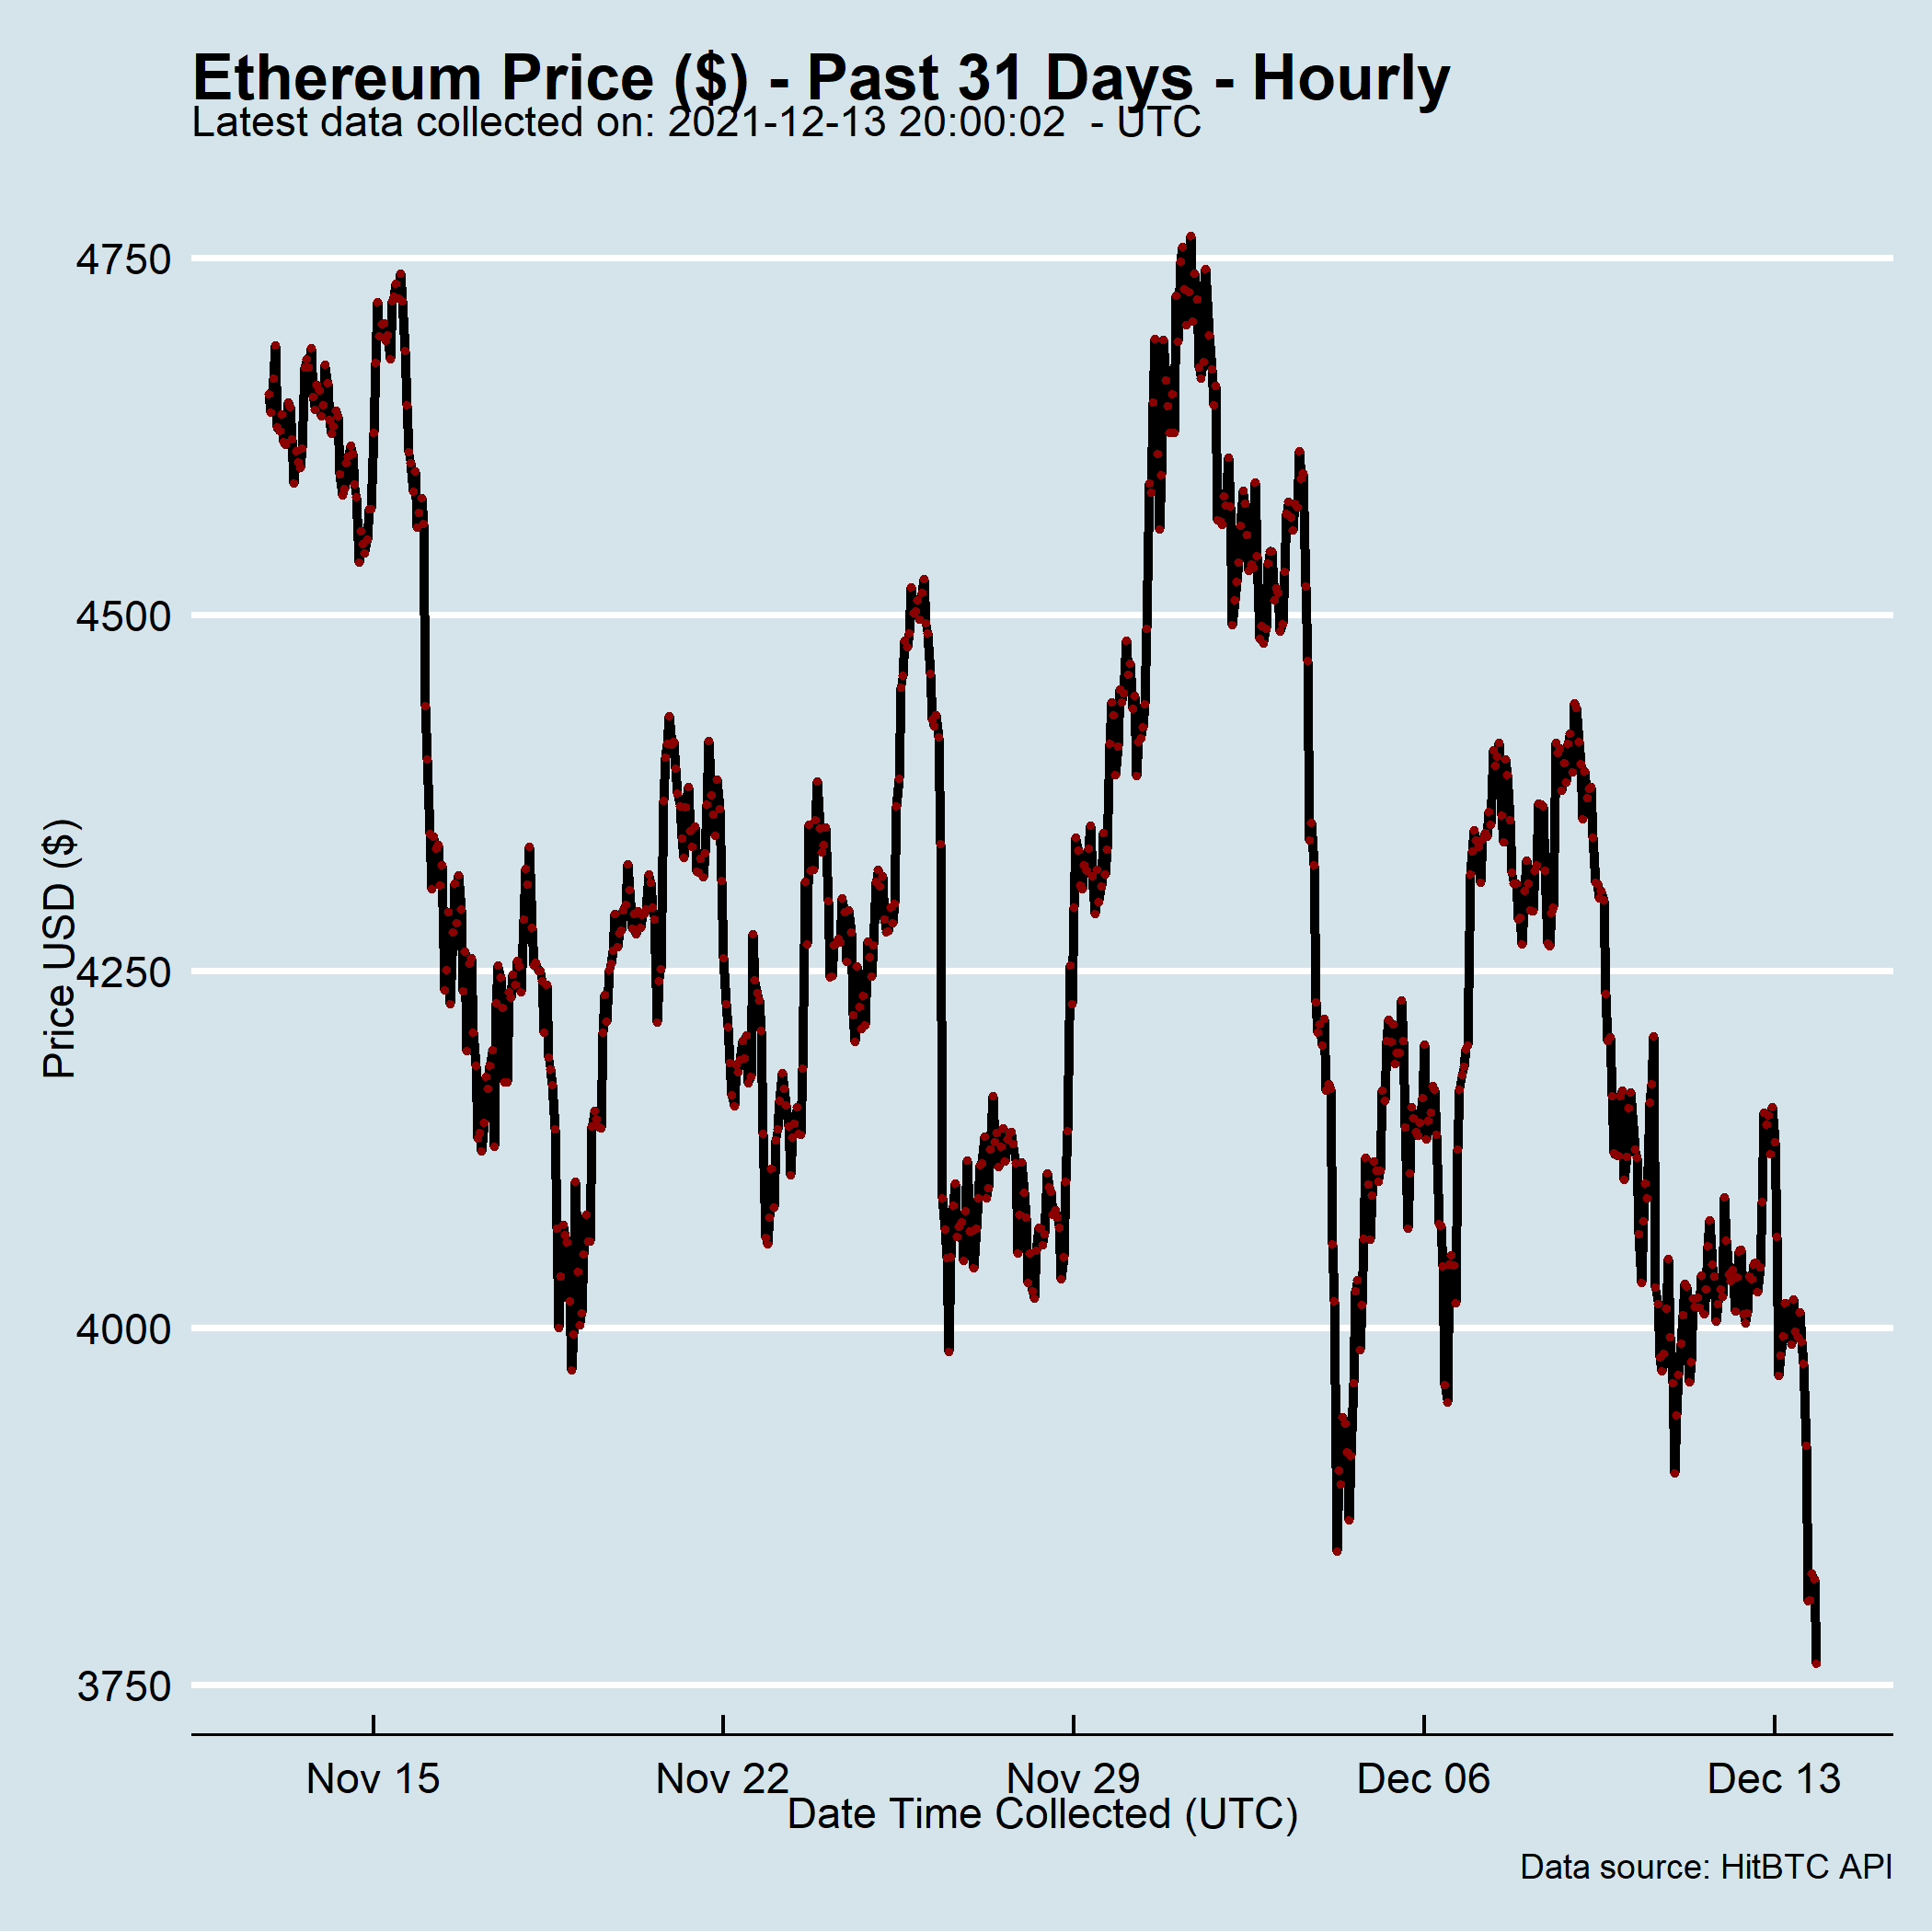 Ethereum Price ($) - Past 31 Days - Hourly
Latest data collected on: 2021-12-13 20:00:02  - UTC
Price USD ($)
4750
4500
4250
4000
3750
Nov 15
Nov 22
Nov 29
Dec 06
Dec 13
Date Time Collected (UTC)
Data source: HitBTC API